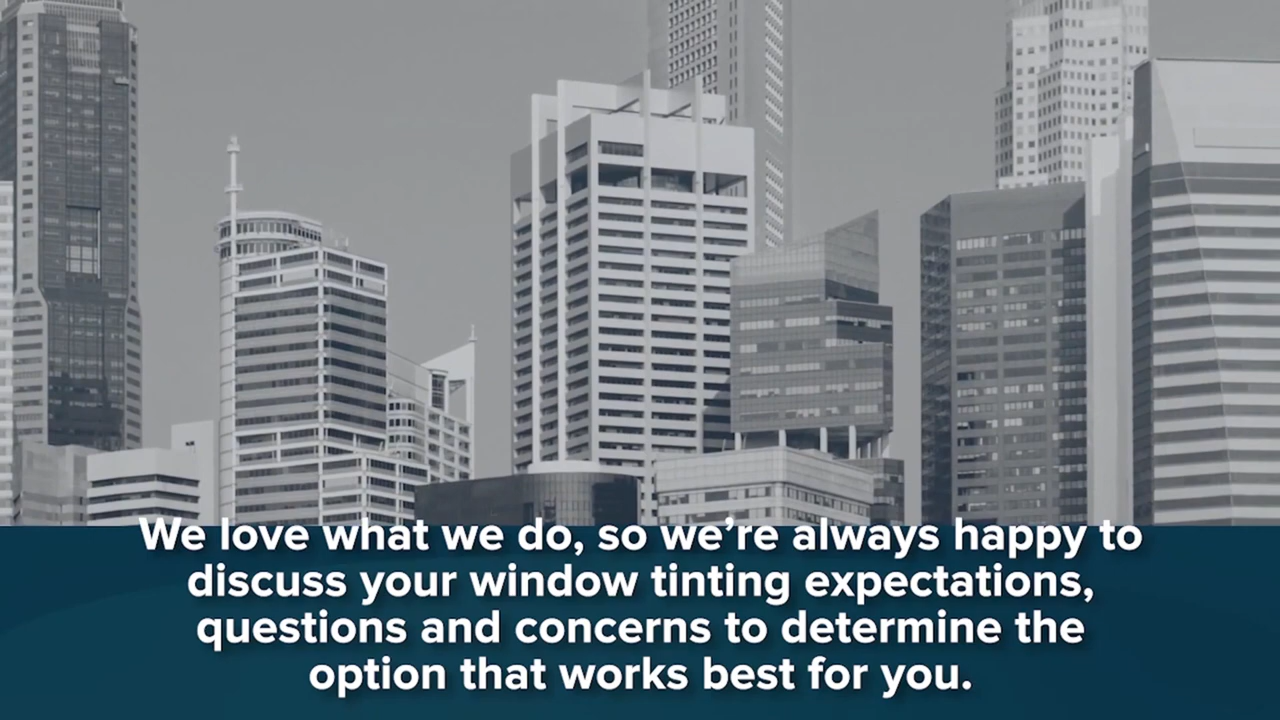 We love what we do, so we’re always happy to
discuss your window tinting expectations,
questions and concerns to determine the
option that works best for you.